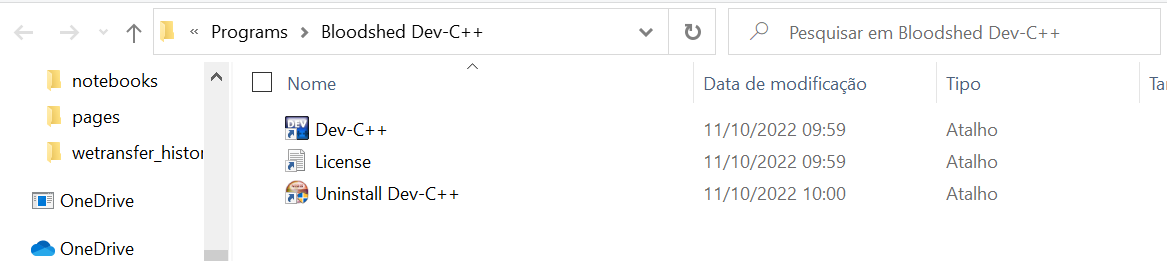 « Programs > Bloodshed Dev-C++
Pesquisar em Bloodshed Dev-C++
notebooks
pages
wetransfer_histor
OneDrive
OneDrive
Nome Data de modificação Tipo Ta
Dev-C++ 11/10/2022 09:59 Atalho
License 11/10/2022 09:59 Atalho
Uninstall Dev-C++ 11/10/2022 10:00 Atalho